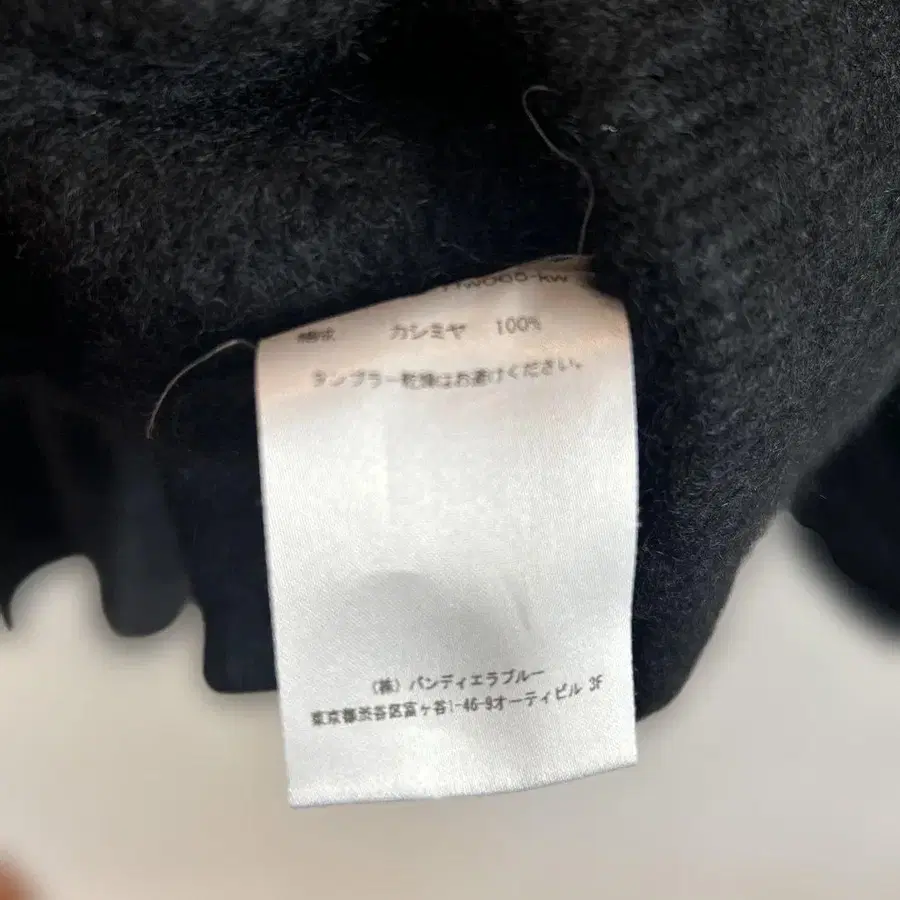 カシミヤ 100%
タンブラー乾燥はお避けください。
(株) バンディエラブルー
東京都渋谷区富ヶ谷1-46-9オーティビル 3F